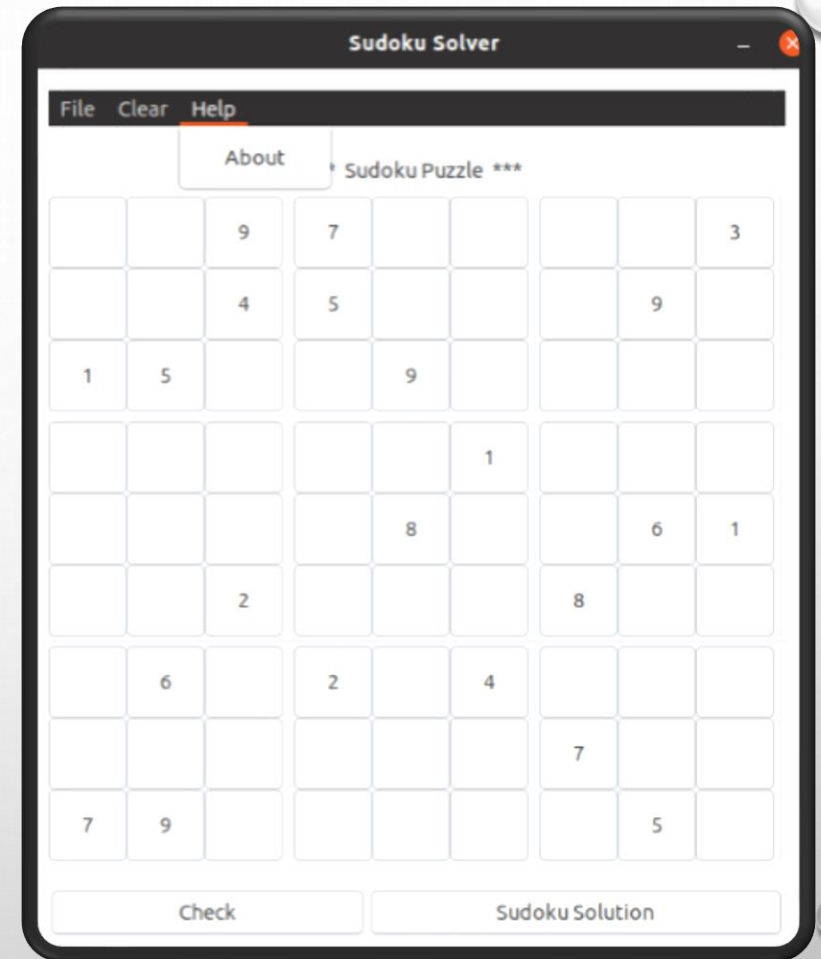 Sudoku Solver
File Clear Help
About
* Sudoku Puzzle ***
9 7 3
4 5 9
1 5 9
1
8 6 1
2 8
6 2 4
7
7 9 5
Check Sudoku Solution